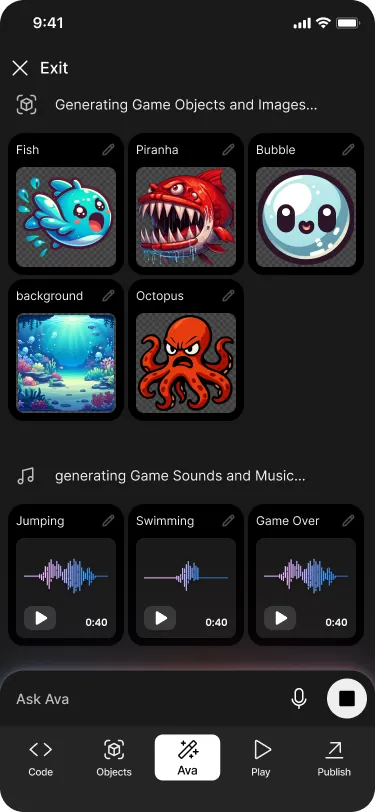 9:41
Exit
Generating Game Objects and Images...
Fish
Piranha
Bubble
background
Octopus
generating Game Sounds and Music...
Jumping
Swimming
Game Over
0:40
0:40
0:40
Ask Ava
Code
Objects
Ava
Play
Publish